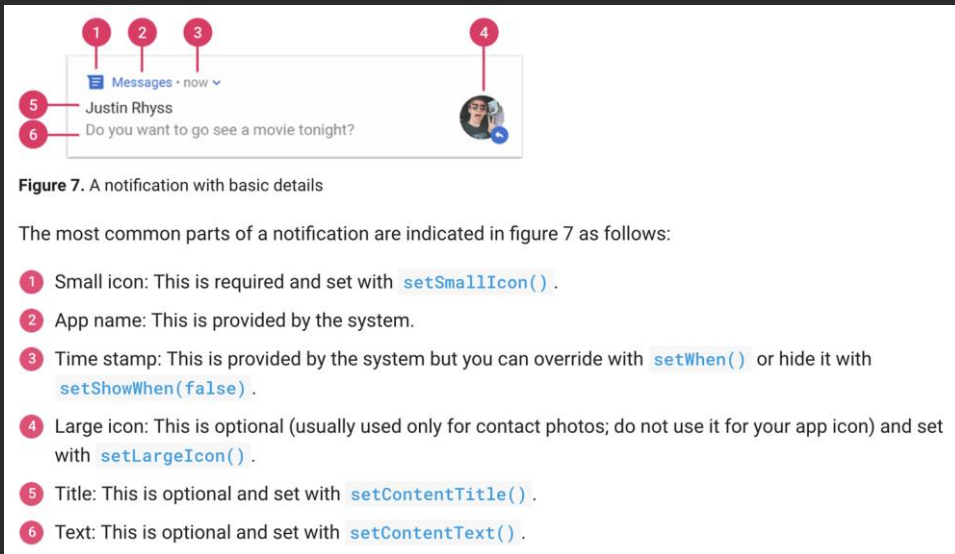 1 2 3 4
Messages • now
5 Justin Rhyss
6 Do you want to go see a movie tonight?
Figure 7. A notification with basic details
The most common parts of a notification are indicated in figure 7 as follows:
1 Small icon: This is required and set with setSmallIcon() .
2 App name: This is provided by the system.
3 Time stamp: This is provided by the system but you can override with setWhen() or hide it with
setShowWhen(false) .
4 Large icon: This is optional (usually used only for contact photos; do not use it for your app icon) and set
with setLargeIcon() .
5 Title: This is optional and set with setContentTitle() .
6 Text: This is optional and set with setContentText() .